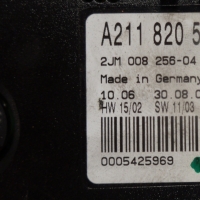 A211 820 5
2JM 008 256-04
Made in Germany
10.06 30.08.0
HW 15/02 SW 11/03
0005425969